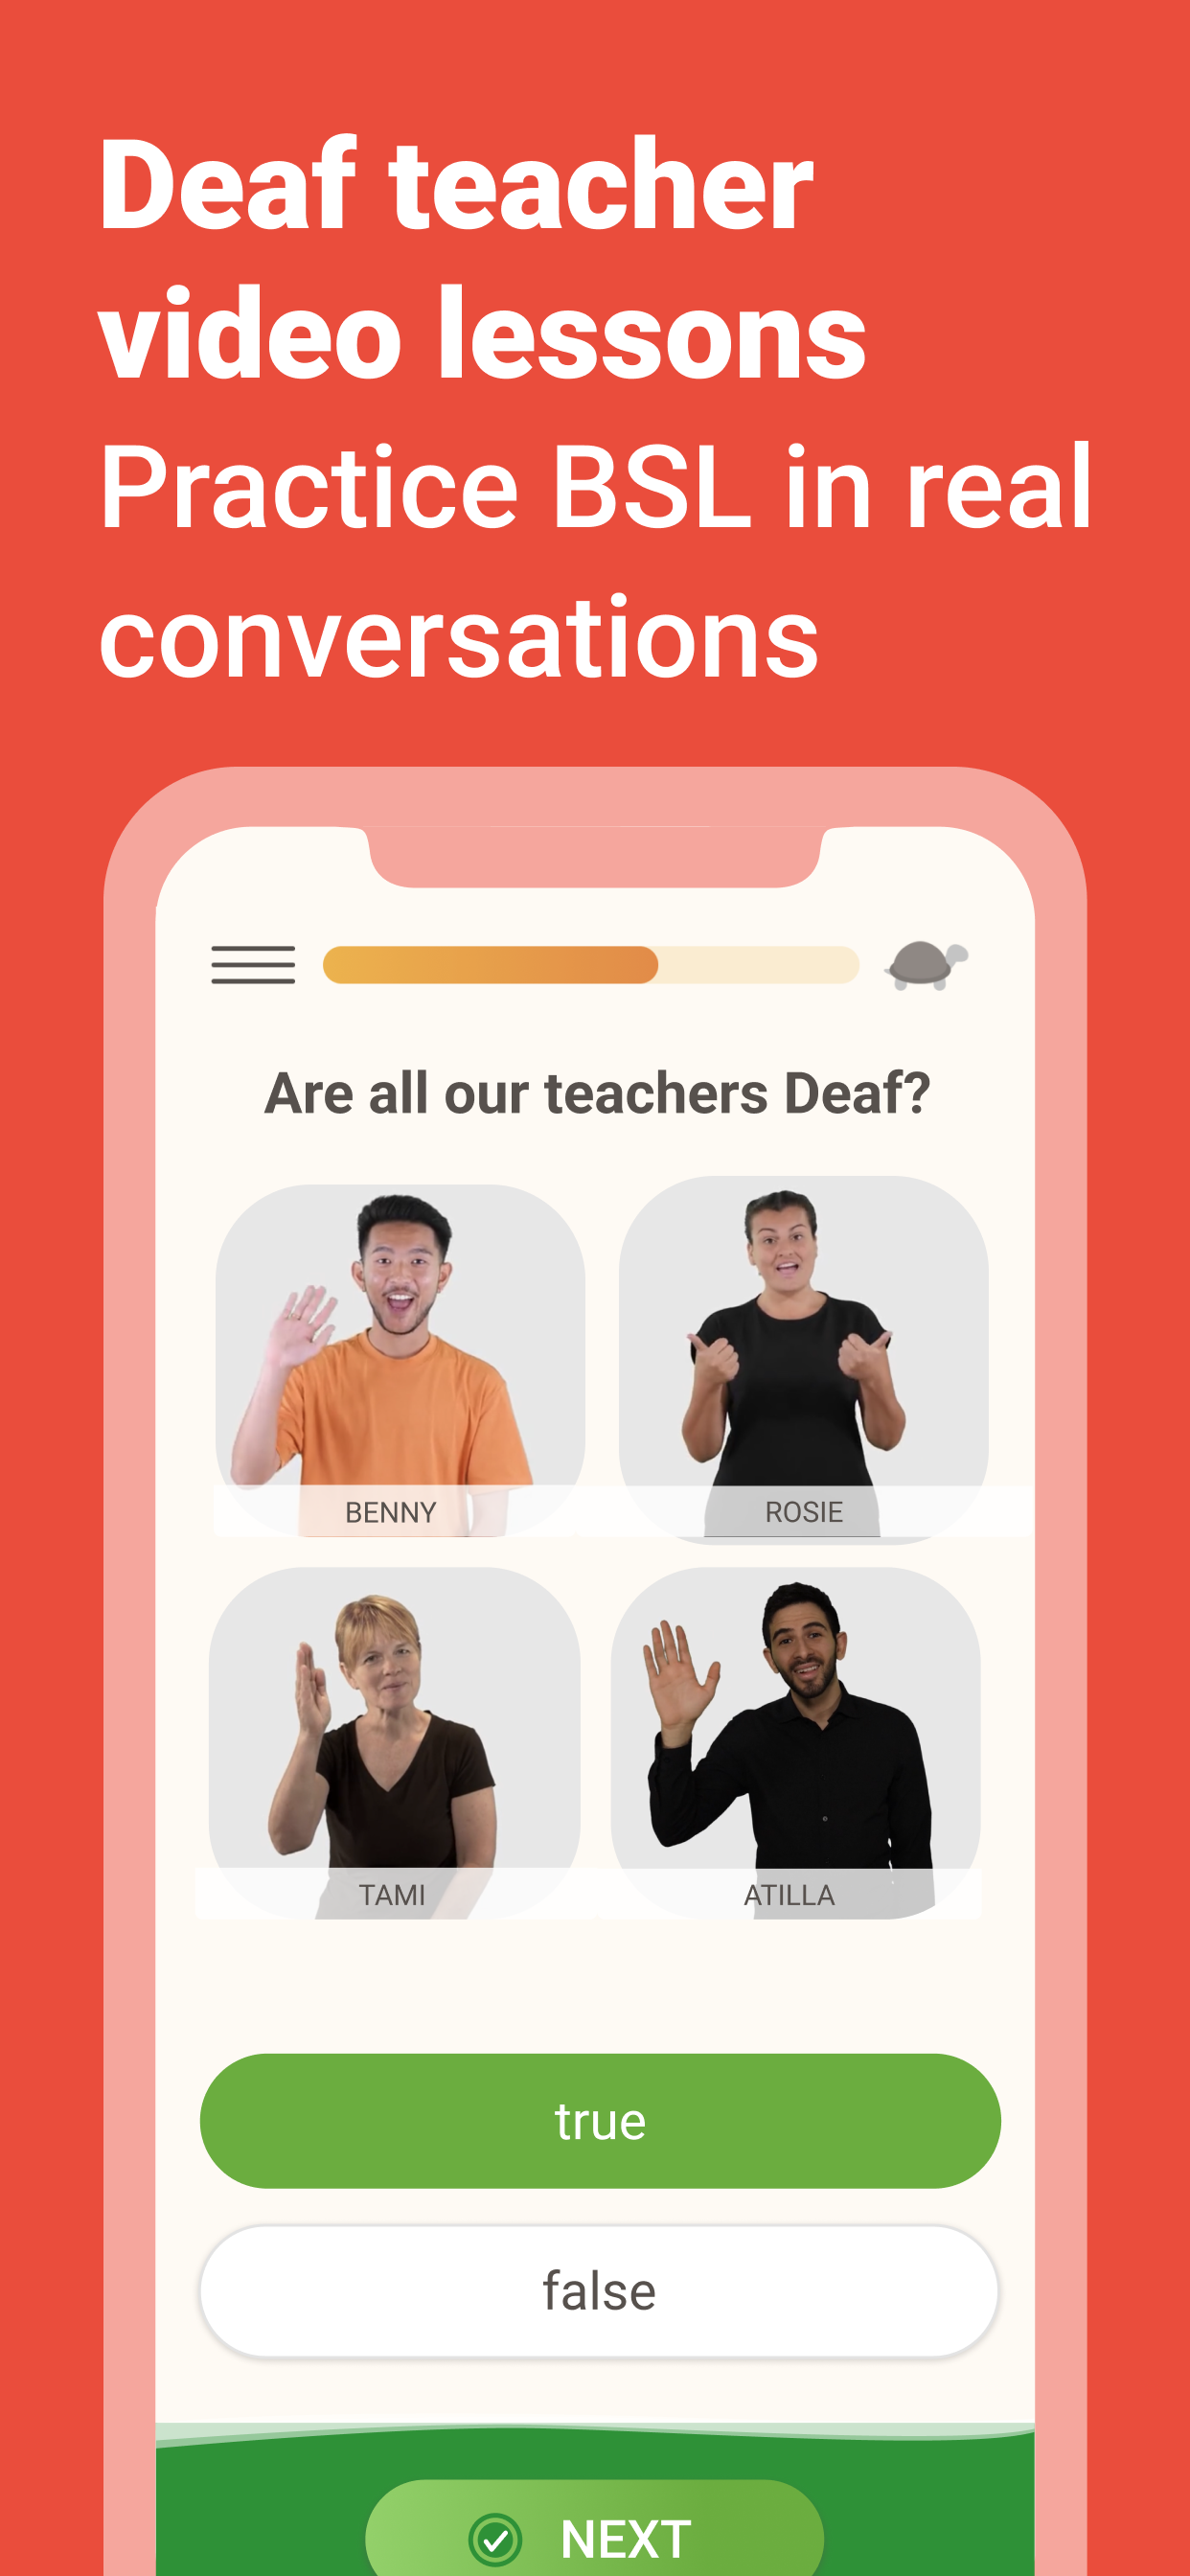 Deaf teacher
video lessons
Practice BSL in real
conversations
Are all our teachers Deaf?
BENNY
ROSIE
TAMI
ATILLA
true
false
NEXT